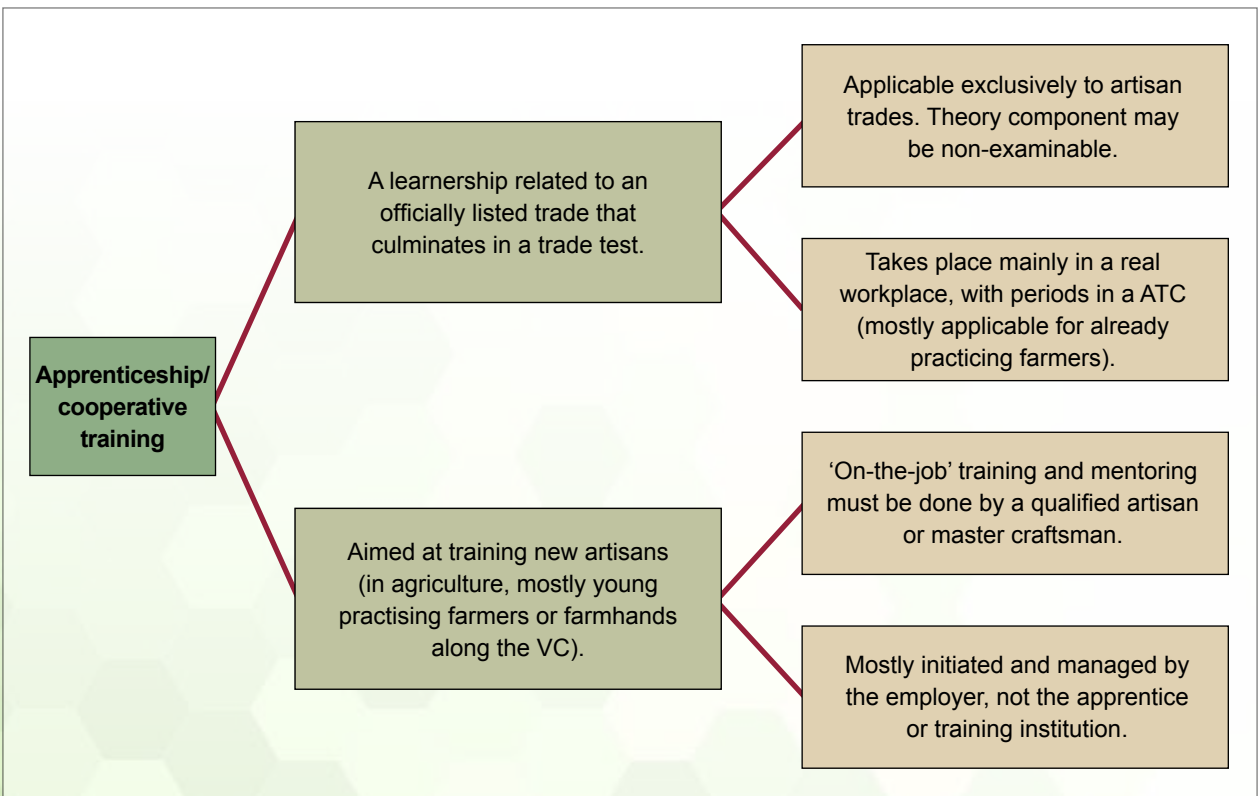 Apprenticeship/
cooperative
training
A learnership related to an
officially listed trade that
culminates in a trade test.
Applicable exclusively to artisan
trades. Theory component may
be non-examinable.
Takes place mainly in a real
workplace, with periods in a ATC
(mostly applicable for already
practicing farmers).
Aimed at training new artisans
(in agriculture, mostly young
practising farmers or farmhands
along the VC).
‘On-the-job’ training and mentoring
must be done by a qualified artisan
or master craftsman.
Mostly initiated and managed by
the employer, not the apprentice
or training institution.